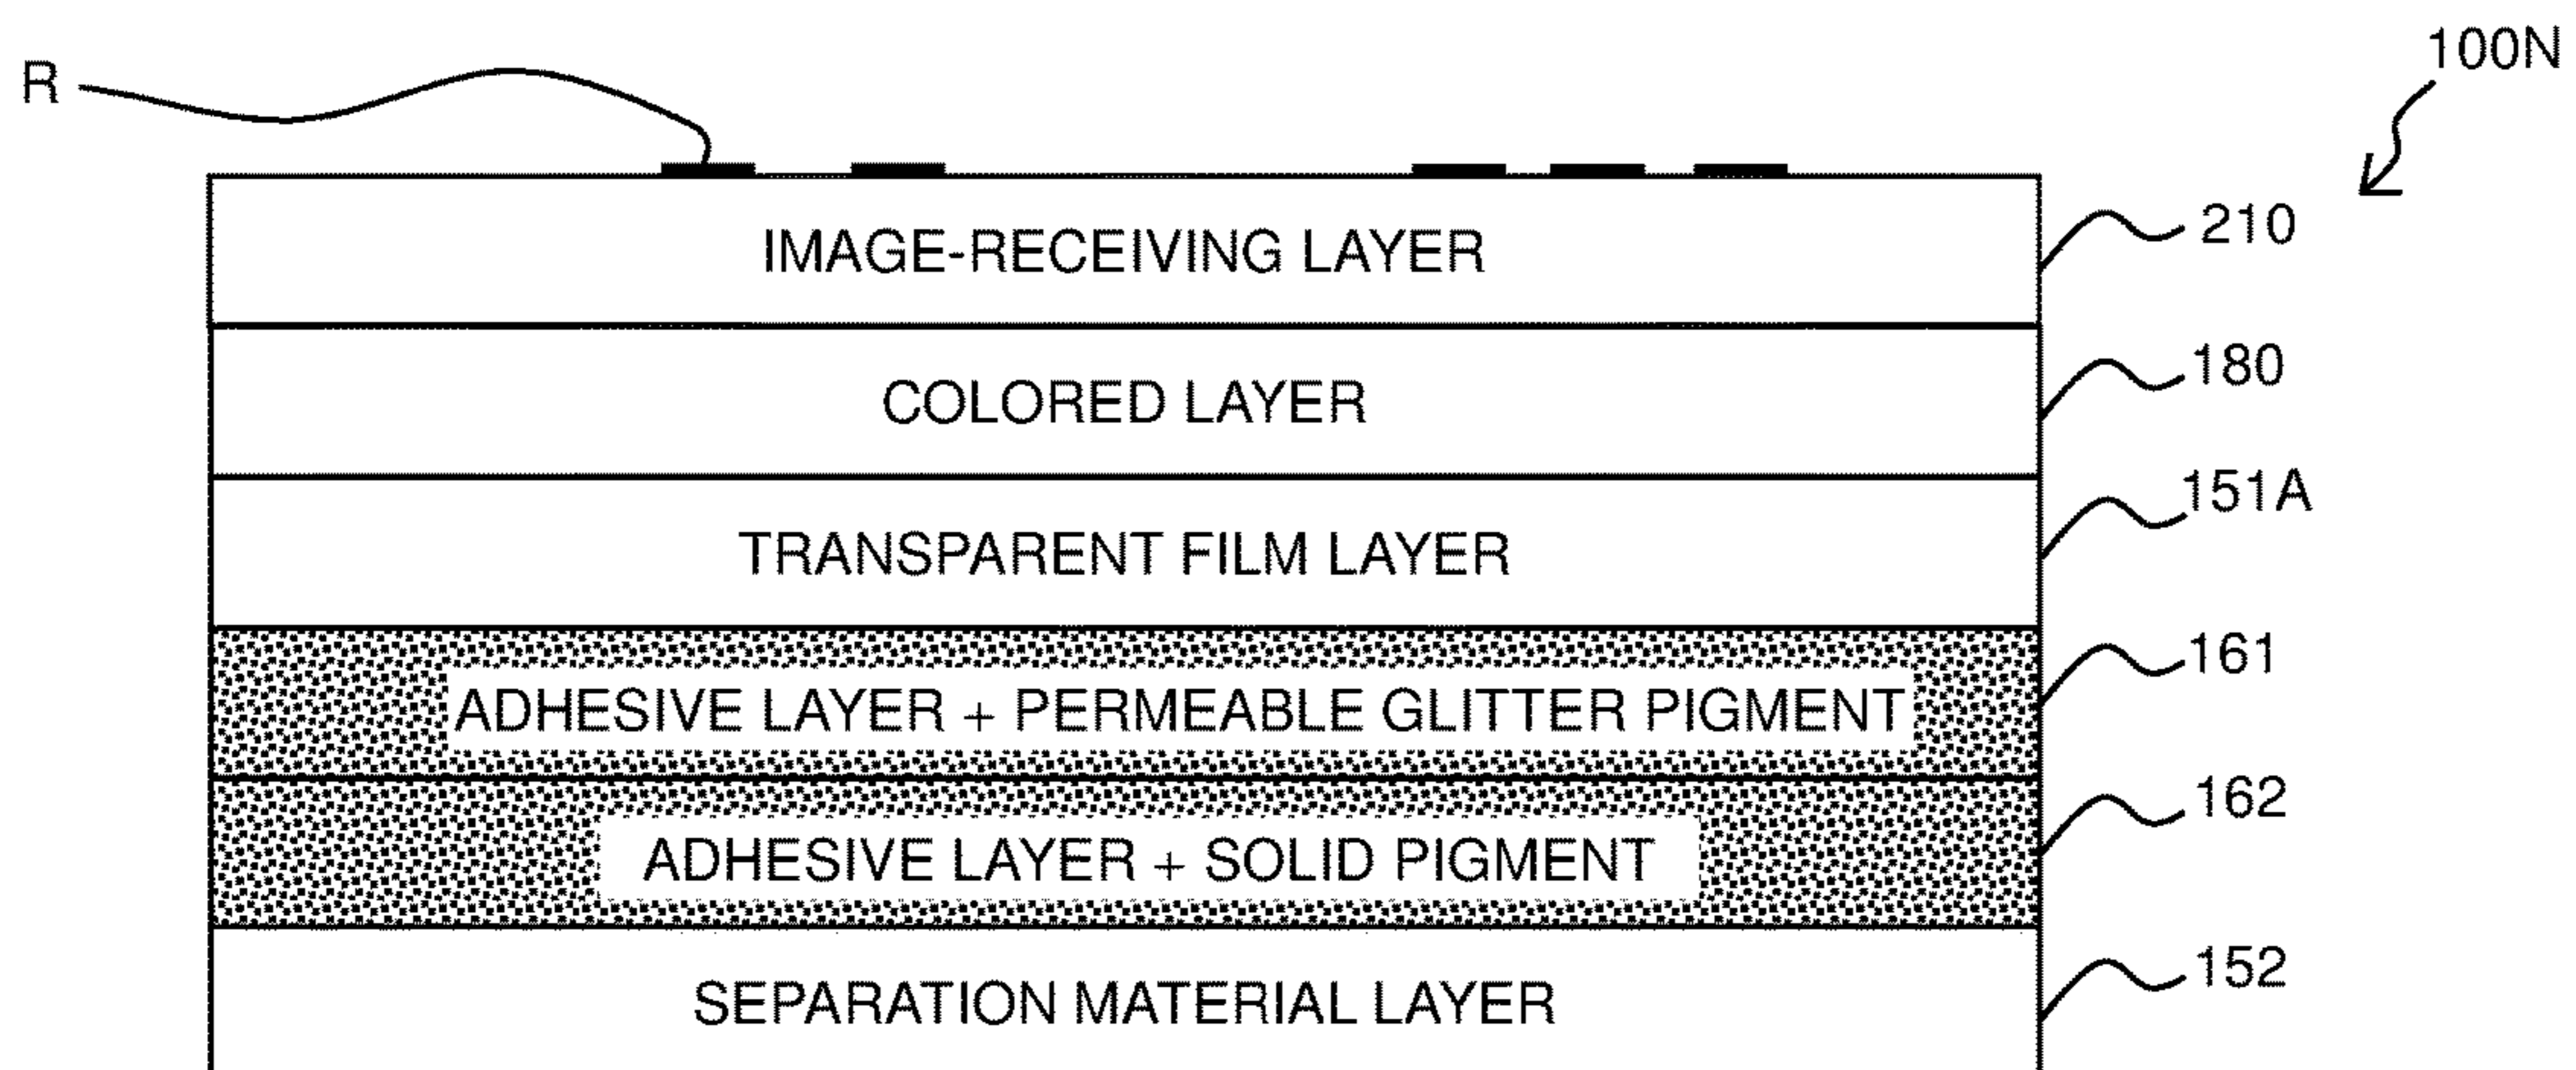 100N
R
IMAGE-RECEIVING LAYER 210
COLORED LAYER 180
TRANSPARENT FILM LAYER 151A
ADHESIVE LAYER + PERMEABLE GLITTER PIGMENT 161
ADHESIVE LAYER + SOLID PIGMENT 162
SEPARATION MATERIAL LAYER 152